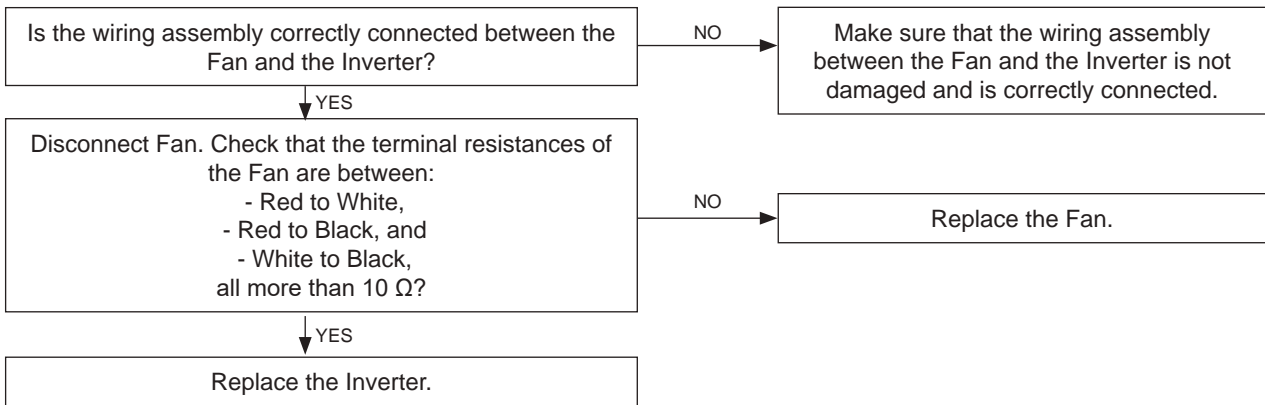 Is the wiring assembly correctly connected between the
Fan and the Inverter?
NO
Make sure that the wiring assembly
between the Fan and the Inverter is not
damaged and is correctly connected.
YES
Disconnect Fan. Check that the terminal resistances of
the Fan are between:
- Red to White,
- Red to Black, and
- White to Black,
all more than 10 Ω?
NO
Replace the Fan.
YES
Replace the Inverter.